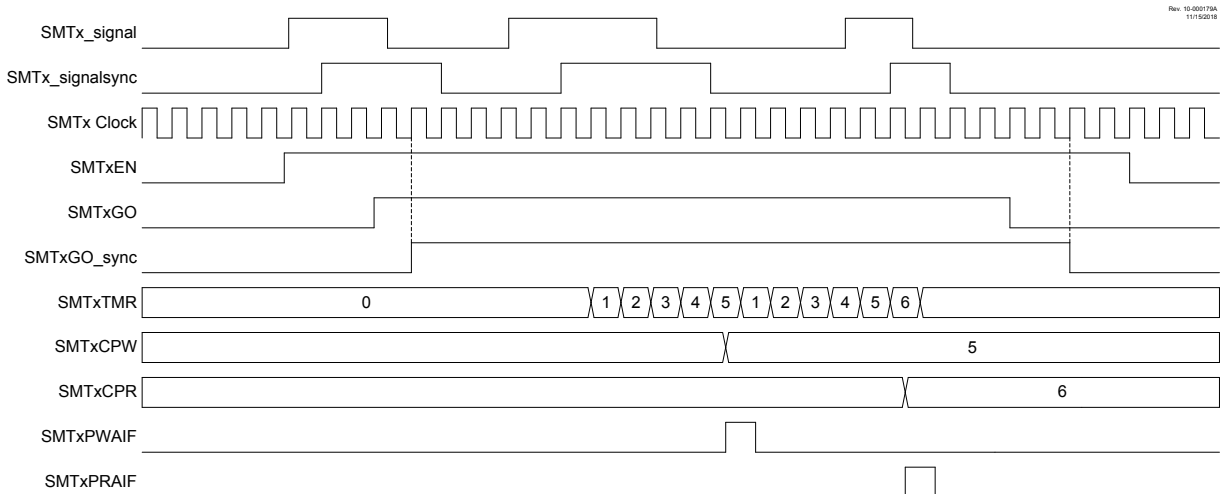 Rev. 10-000179A
11/15/2018
SMTx_signal
SMTx_signalsync
SMTx Clock
SMTxEN
SMTxGO
SMTxGO_sync
SMTxTMR 0 1 2 3 4 5 1 2 3 4 5 6
SMTxCPW 5
SMTxCPR 6
SMTxPWAIF
SMTxPRAIF